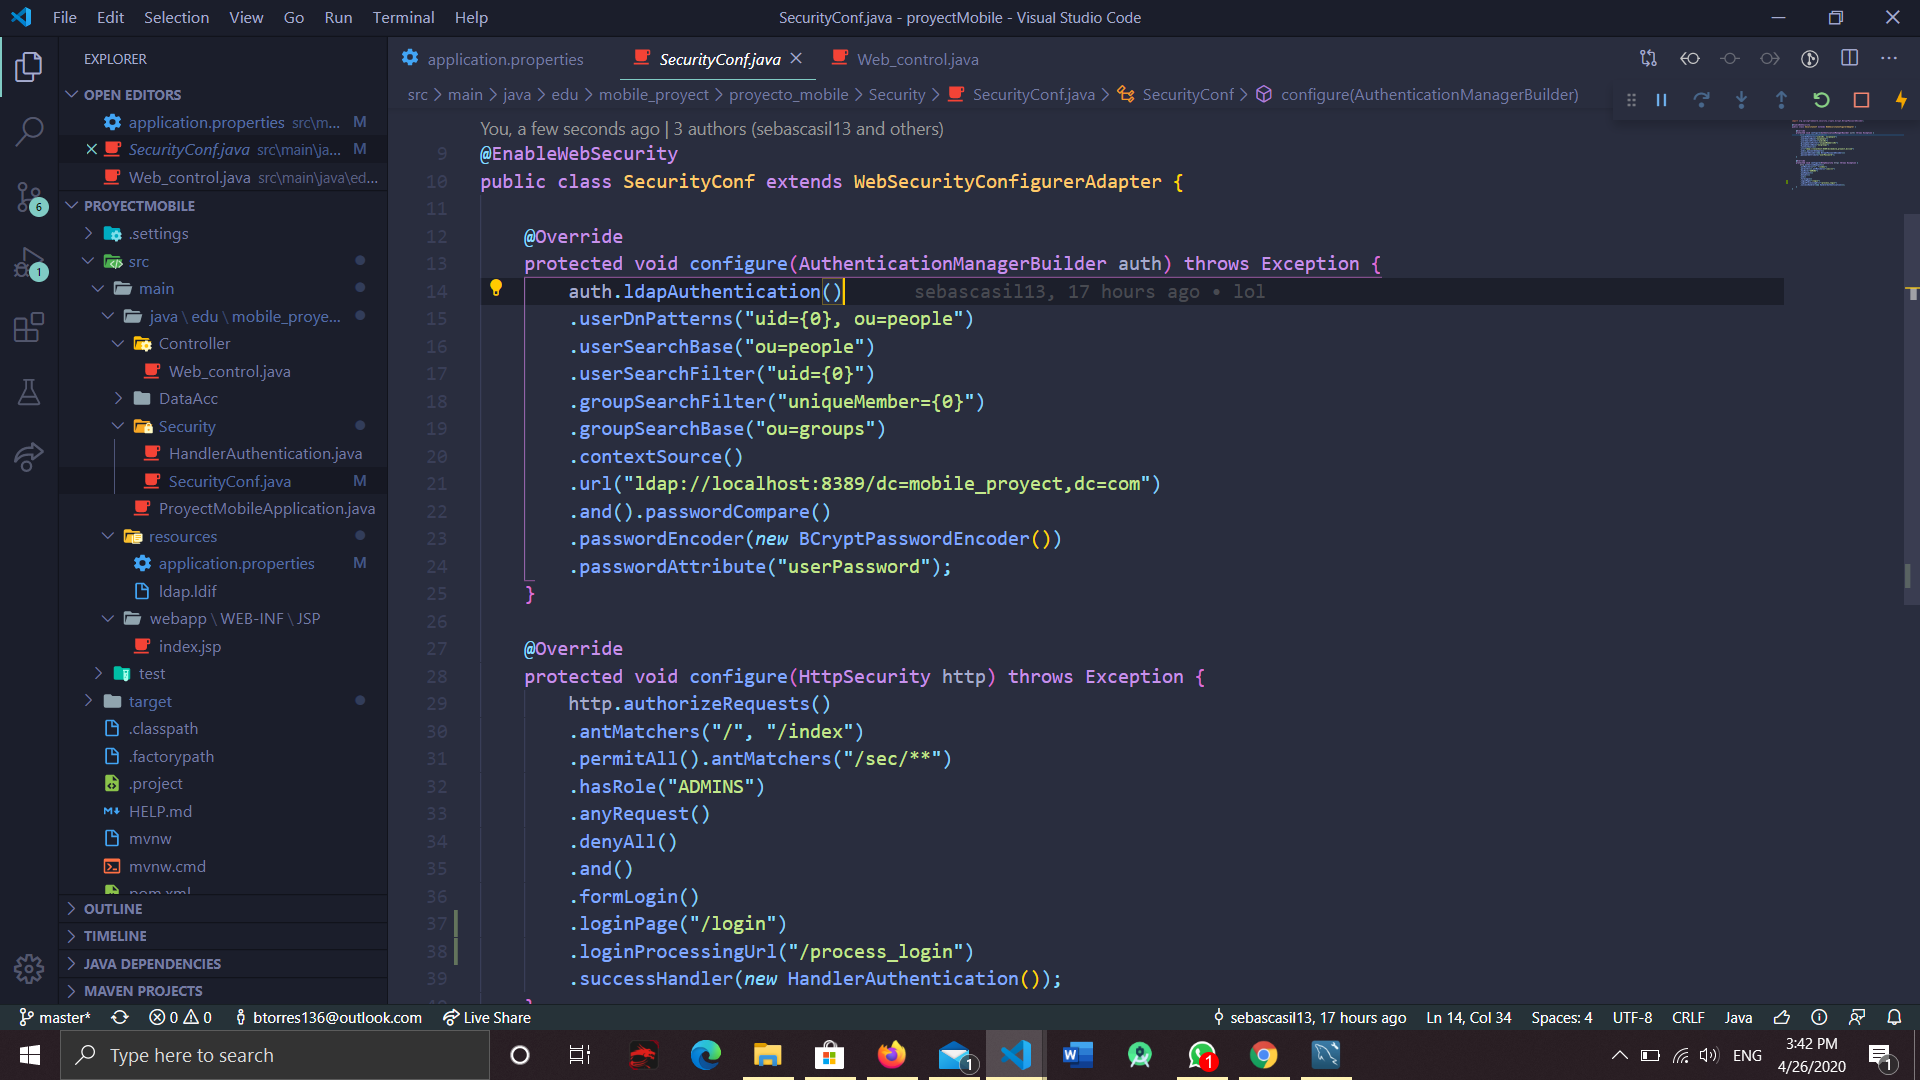 File Edit Selection View Go Run Terminal Help
SecurityConf.java - proyectMobile - Visual Studio Code
EXPLORER
OPEN EDITORS
application.properties src\m... M
SecurityConf.java src\main\ja... M
Web_control.java src\main\java\ed...
PROYECTMOBILE
.settings
src
main
java \ edu \ mobile_proye...
Controller
Web_control.java
DataAcc
Security
HandlerAuthentication.java
SecurityConf.java M
ProyectMobileApplication.java
resources
application.properties M
ldap.ldif
webapp \ WEB-INF \ JSP
index.jsp
test
target
.classpath
.factorypath
.project
HELP.md
mvnw
mvnw.cmd
pom.xml
OUTLINE
TIMELINE
JAVA DEPENDENCIES
MAVEN PROJECTS
6
1
application.properties SecurityConf.java Web_control.java
src > main > java > edu > mobile_proyect > proyecto_mobile > Security > SecurityConf.java > SecurityConf > configure(AuthenticationManagerBuilder)
You, a few seconds ago | 3 authors (sebascasil13 and others)
9 @EnableWebSecurity
10 public class SecurityConf extends WebSecurityConfigurerAdapter {
11
12 @Override
13 protected void configure(AuthenticationManagerBuilder auth) throws Exception {
14 auth.ldapAuthentication() sebascasil13, 17 hours ago • lol
15 .userDnPatterns("uid={0}, ou=people")
16 .userSearchBase("ou=people")
17 .userSearchFilter("uid={0}")
18 .groupSearchFilter("uniqueMember={0}")
19 .groupSearchBase("ou=groups")
20 .contextSource()
21 .url("ldap://localhost:8389/dc=mobile_proyect,dc=com")
22 .and().passwordCompare()
23 .passwordEncoder(new BCryptPasswordEncoder())
24 .passwordAttribute("userPassword");
25 }
26
27 @Override
28 protected void configure(HttpSecurity http) throws Exception {
29 http.authorizeRequests()
30 .antMatchers("/", "/index")
31 .permitAll().antMatchers("/sec/**")
32 .hasRole("ADMINS")
33 .anyRequest()
34 .denyAll()
35 .and()
36 .formLogin()
37 .loginPage("/login")
38 .loginProcessingUrl("/process_login")
39 .successHandler(new HandlerAuthentication());
master* 0 0 btorres136@outlook.com Live Share
sebascasil13, 17 hours ago Ln 14, Col 34 Spaces: 4 UTF-8 CRLF Java
Type here to search
1
1
ENG
3:42 PM
4/26/2020
1